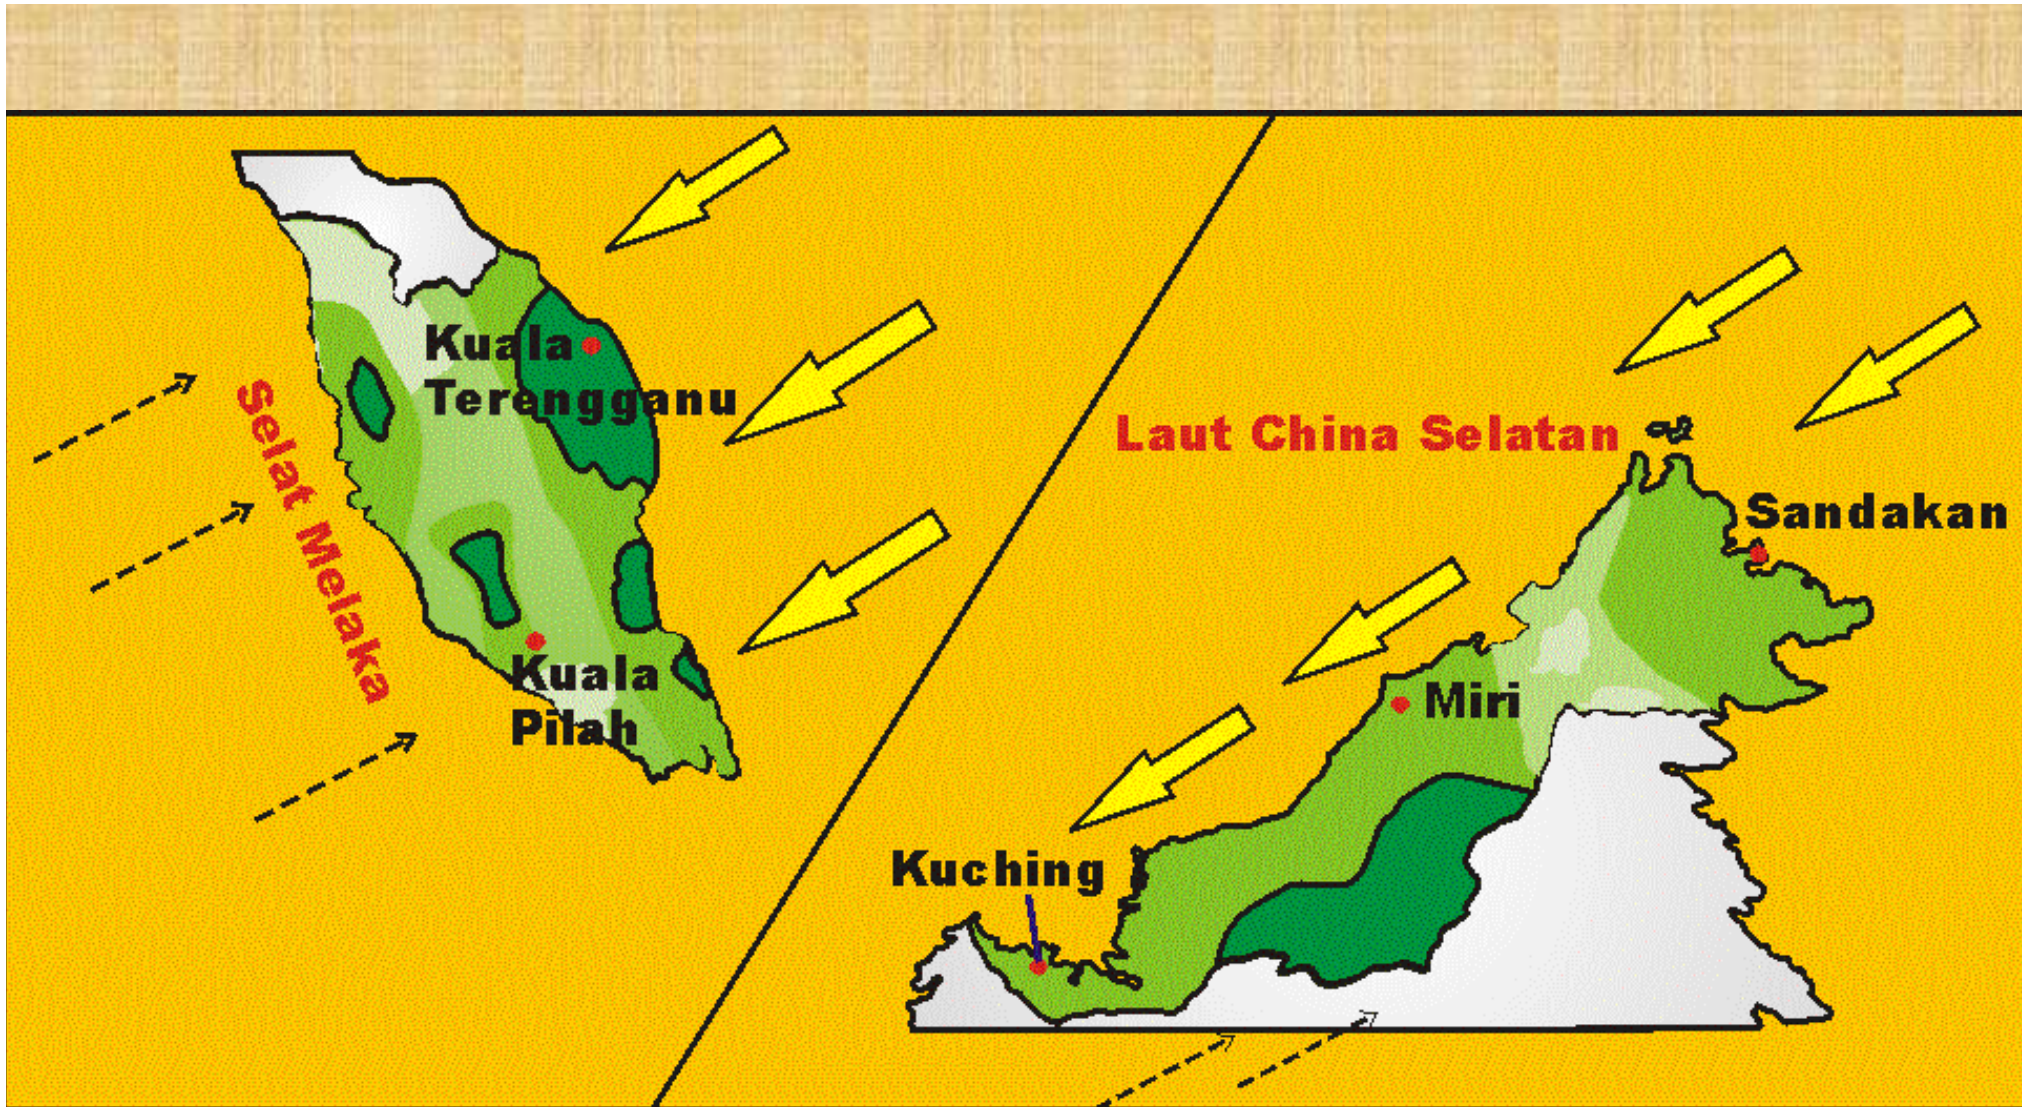 Kuala
Terengganu
Selat Melaka
Kuala
Pilah
Laut China Selatan
Sandakan
Miri
Kuching